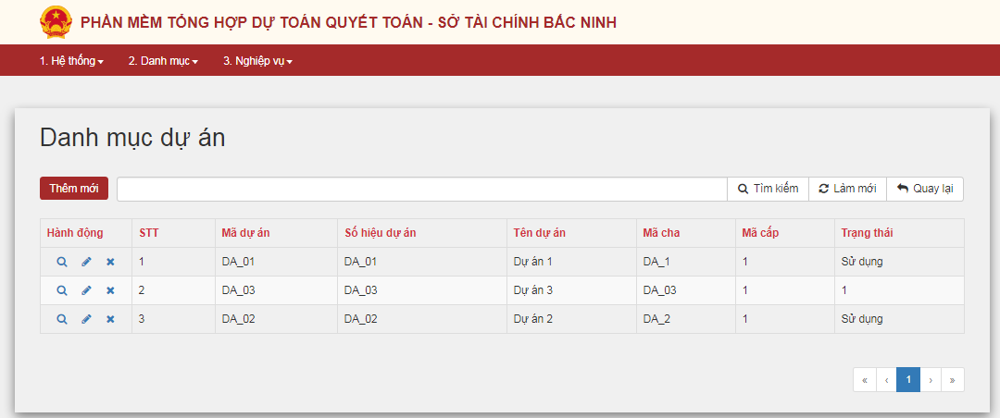 PHẦN MỀM TỔNG HỢP DỰ TOÁN QUYẾT TOÁN - SỞ TÀI CHÍNH BẮC NINH
1. Hệ thống 2. Danh mục 3. Nghiệp vụ
Danh mục dự án
Thêm mới Tìm kiếm Làm mới Quay lại
Hành động STT Mã dự án Số hiệu dự án Tên dự án Mã cha Mã cấp Trạng thái
1 DA_01 DA_01 Dự án 1 DA_1 1 Sử dụng
2 DA_03 DA_03 Dự án 3 DA_03 1 1
3 DA_02 DA_02 Dự án 2 DA_2 1 Sử dụng
« ‹ 1 › »